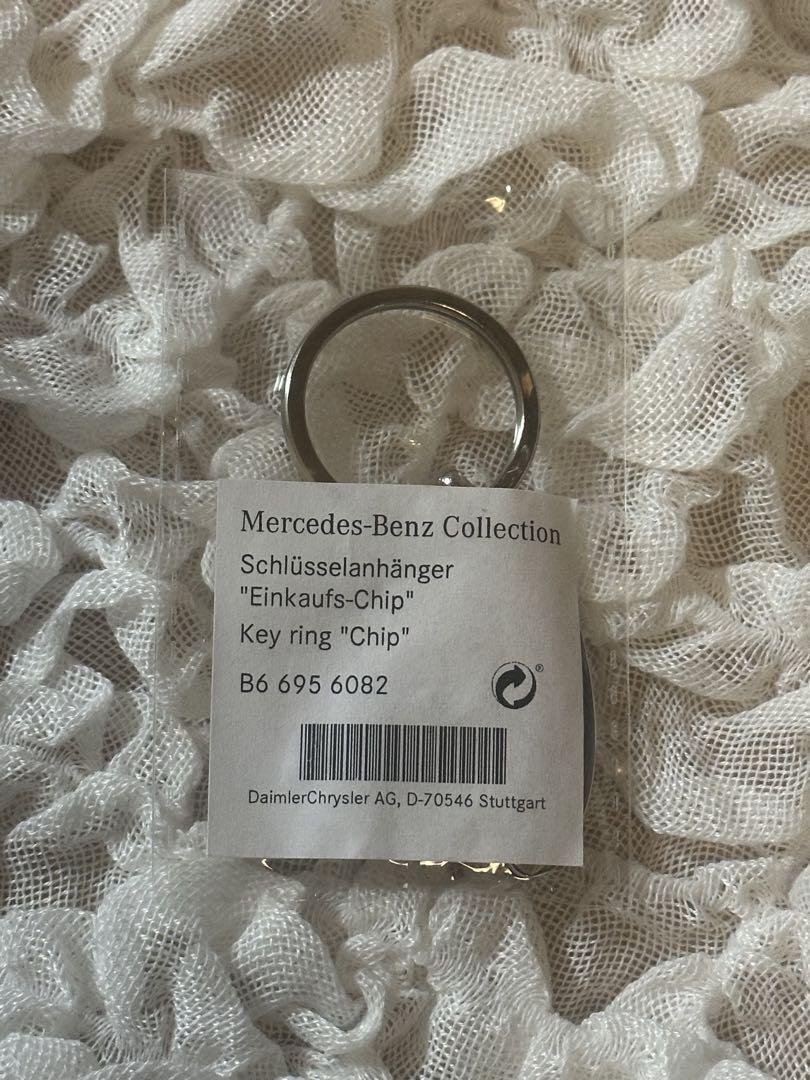 Mercedes-Benz Collection
Schlüsselanhänger
"Einkaufs-Chip"
Key ring "Chip"
B6 695 6082
®
DaimlerChrysler AG, D-70546 Stuttgart